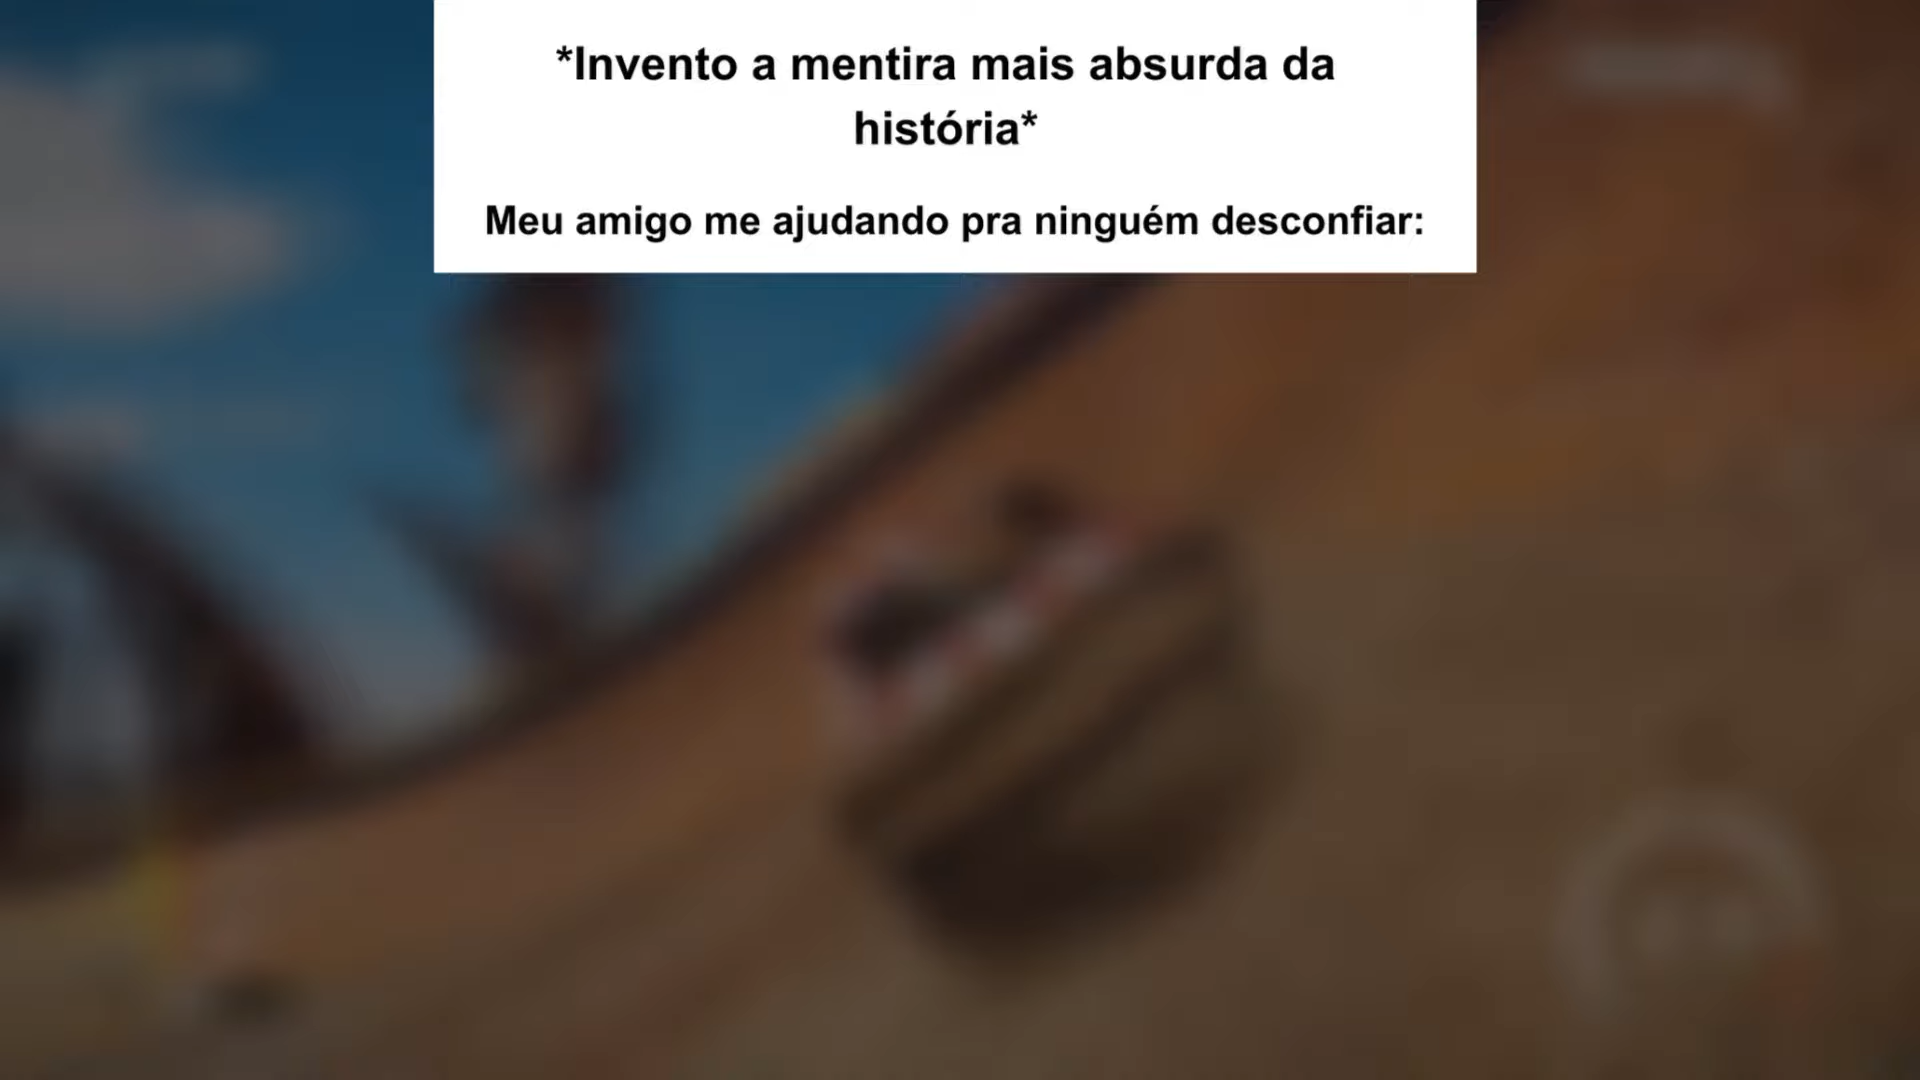 *Invento a mentira mais absurda da
história*
Meu amigo me ajudando pra ninguém desconfiar: